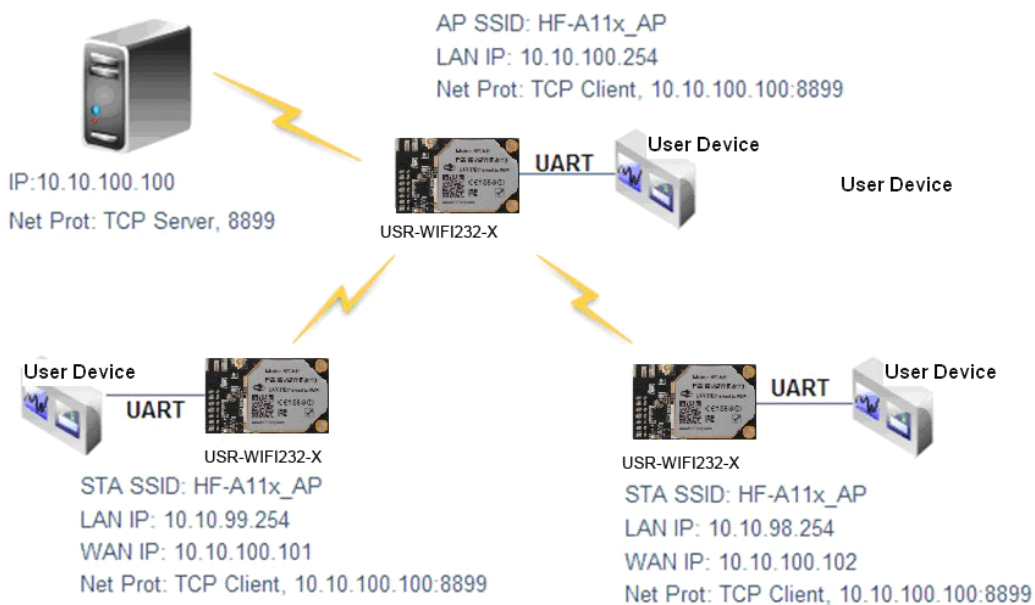 AP SSID: HF-A11x_AP
LAN IP: 10.10.100.254
Net Prot: TCP Client, 10.10.100.100:8899
User Device
UART
User Device
IP:10.10.100.100
Net Prot: TCP Server, 8899
USR-WIFI232-X
User Device
UART
USR-WIFI232-X
STA SSID: HF-A11x_AP
LAN IP: 10.10.99.254
WAN IP: 10.10.100.101
Net Prot: TCP Client, 10.10.100.100:8899
User Device
UART
USR-WIFI232-X
STA SSID: HF-A11x_AP
LAN IP: 10.10.98.254
WAN IP: 10.10.100.102
Net Prot: TCP Client, 10.10.100.100:8899